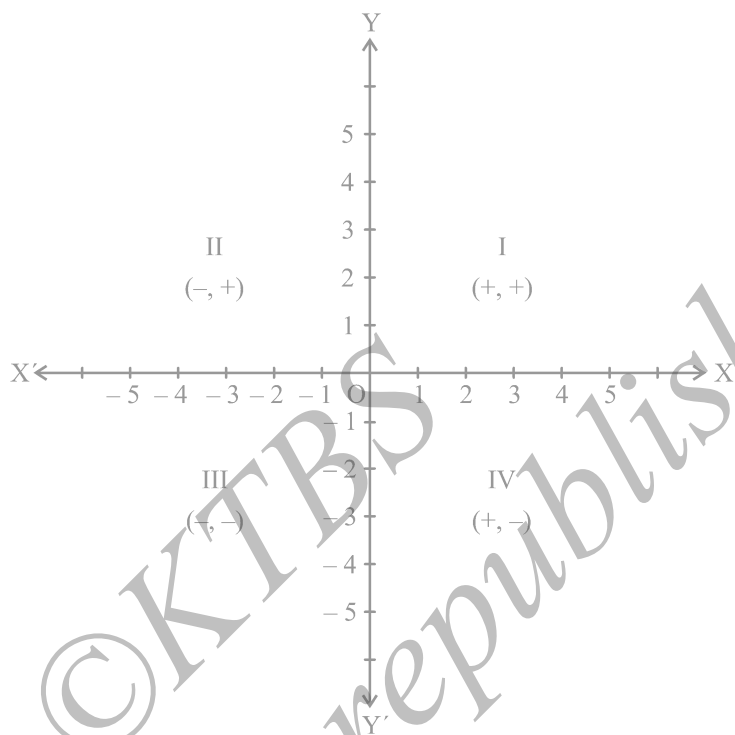 Y
5
4
3
II I
2
(–, +) (+, +)
1
X´ X
– 5 – 4 – 3 – 2 – 1 O 1 2 3 4 5
– 1
– 2
III IV
– 3
(–, –) (+, –)
– 4
– 5
Y´
©KTBS
republish